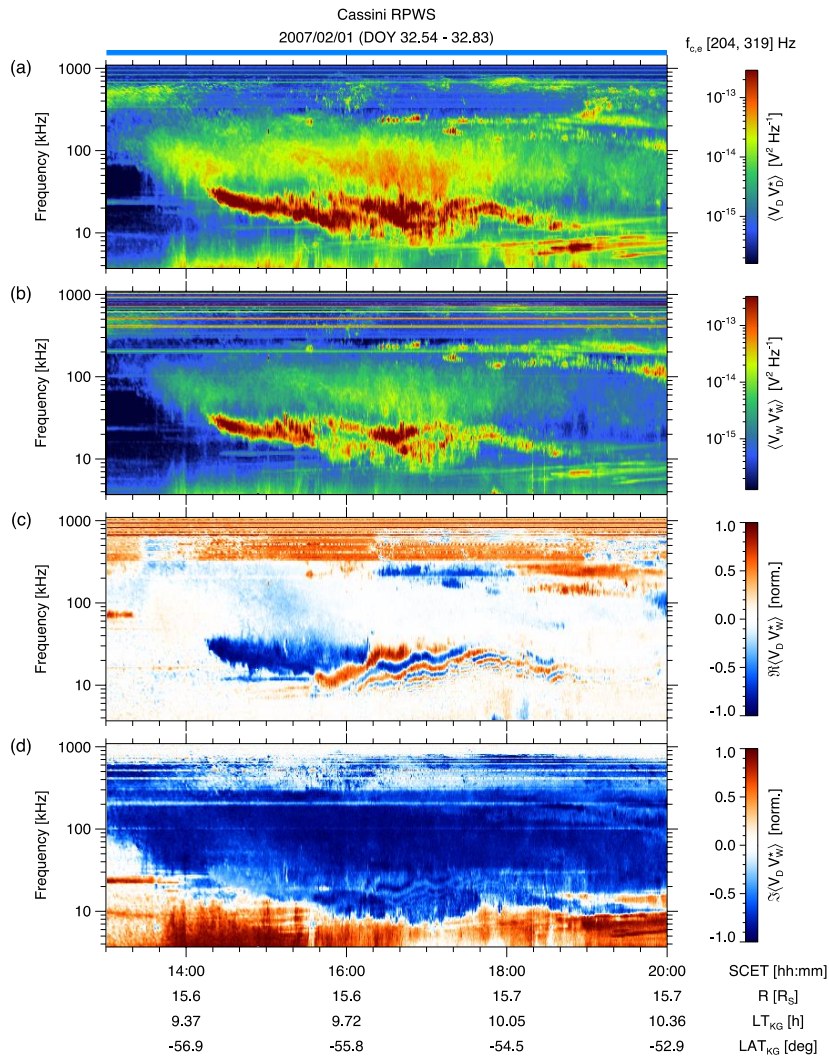 Cassini RPWS
2007/02/01 (DOY 32.54 - 32.83)
f_c,e [204, 319] Hz
(a)
1000
100
10
Frequency [kHz]
10⁻¹³
10⁻¹⁴
10⁻¹⁵
⟨V_D V*_D⟩ [V² Hz⁻¹]
(b)
1000
100
10
Frequency [kHz]
10⁻¹³
10⁻¹⁴
10⁻¹⁵
⟨V_W V*_W⟩ [V² Hz⁻¹]
(c)
1000
100
10
Frequency [kHz]
1.0
0.5
0.0
-0.5
-1.0
ℜ⟨V_D V*_W⟩ [norm.]
(d)
1000
100
10
Frequency [kHz]
1.0
0.5
0.0
-0.5
-1.0
ℑ⟨V_D V*_W⟩ [norm.]
14:00 16:00 18:00 20:00 SCET [hh:mm]
15.6 15.6 15.7 15.7 R [R_S]
9.37 9.72 10.05 10.36 LT_KG [h]
-56.9 -55.8 -54.5 -52.9 LAT_KG [deg]